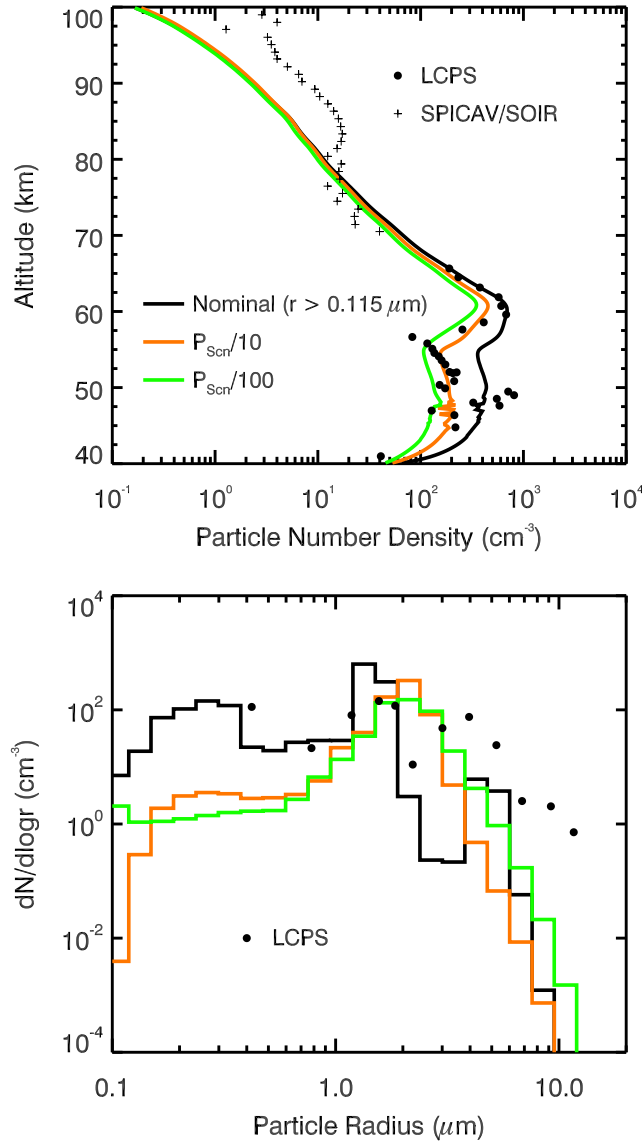 100
90
80
70
60
50
40
Altitude (km)
LCPS
SPICAV/SOIR
Nominal (r > 0.115 μm)
P_Scn/10
P_Scn/100
10^-1 10^0 10^1 10^2 10^3 10^4
Particle Number Density (cm^-3)
10^4
10^2
10^0
10^-2
10^-4
dN/dlogr (cm^-3)
LCPS
0.1 1.0 10.0
Particle Radius (μm)